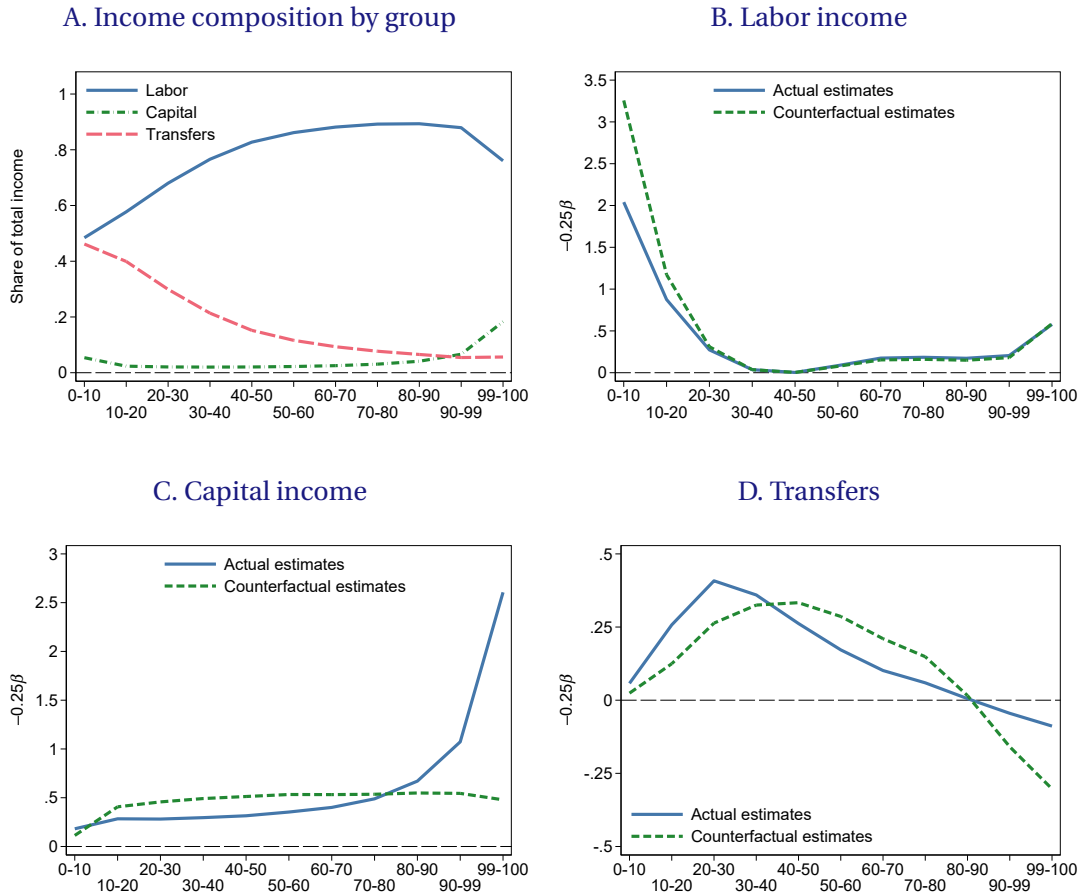 A. Income composition by group
Share of total income
1
.8
.6
.4
.2
0
Labor
Capital
Transfers
0-10 20-30 40-50 60-70 80-90 99-100
10-20 30-40 50-60 70-80 90-99
B. Labor income
−0.25β
3.5
3
2.5
2
1.5
1
.5
0
Actual estimates
Counterfactual estimates
0-10 20-30 40-50 60-70 80-90 99-100
10-20 30-40 50-60 70-80 90-99
C. Capital income
−0.25β
3
2.5
2
1.5
1
.5
0
Actual estimates
Counterfactual estimates
0-10 20-30 40-50 60-70 80-90 99-100
10-20 30-40 50-60 70-80 90-99
D. Transfers
−0.25β
.5
.25
0
-.25
-.5
Actual estimates
Counterfactual estimates
0-10 20-30 40-50 60-70 80-90 99-100
10-20 30-40 50-60 70-80 90-99